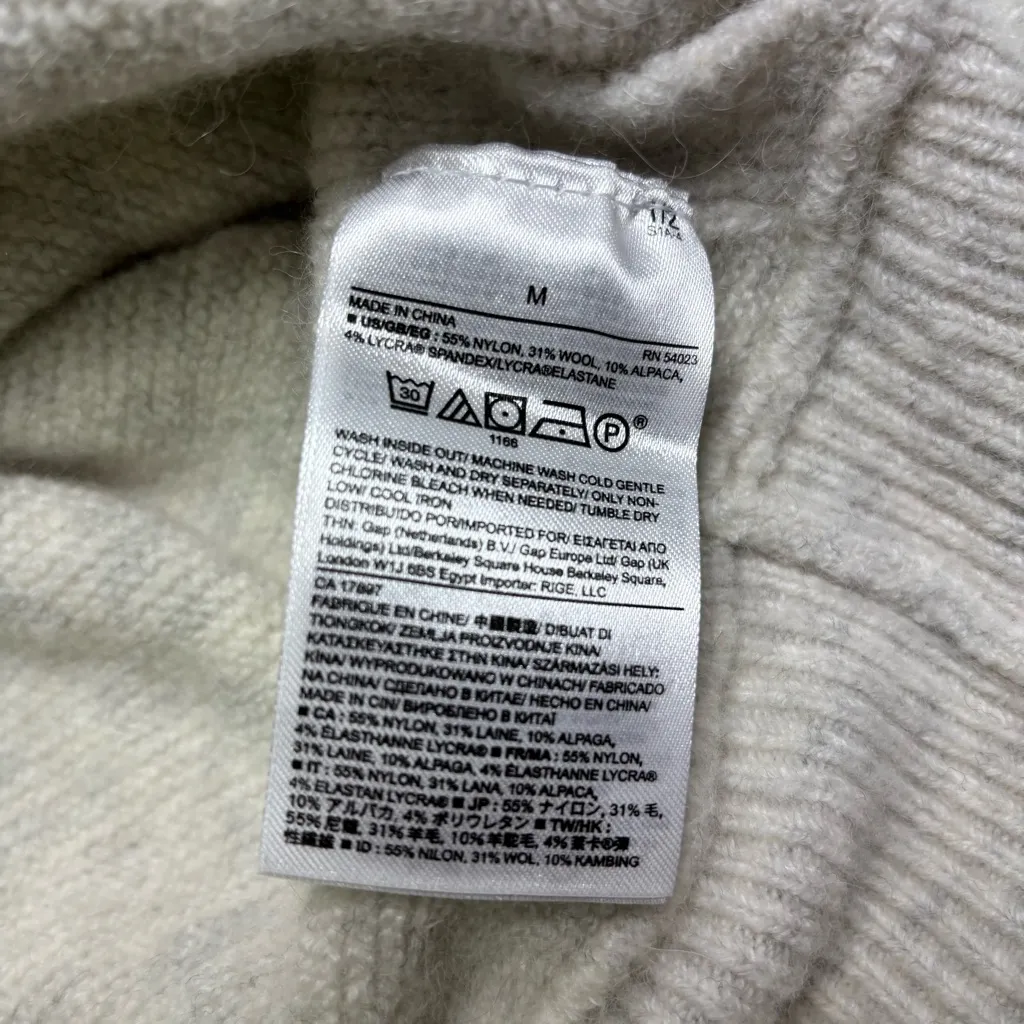 112
M
MADE IN CHINA
RN 54023
■ US/GB/EG : 55% NYLON, 31% WOOL, 10% ALPACA,
4% LYCRA® SPANDEX/LYCRA®ELASTANE
30 P ®
1166
WASH INSIDE OUT/ MACHINE WASH COLD GENTLE
CYCLE/ WASH AND DRY SEPARATELY/ ONLY NON-
CHLORINE BLEACH WHEN NEEDED/ TUMBLE DRY
LOW/ COOL IRON
DISTRIBUIDO POR/IMPORTED FOR/ ΕΙΣΑΓΕΤΑΙ ΑΠΟ
ΤΗΝ: Gap (Netherlands) B.V./ Gap Europe Ltd/ Gap (UK
Holdings) Ltd/Berkeley Square House Berkeley Square,
London W1J 6BS Egypt Importer: RIGE, LLC
CA 17897
FABRIQUE EN CHINE/ 中國製造/ DIBUAT DI
TIONGKOK/ ZEMLJA PROIZVODNJE KINA/
ΚΑΤΑΣΚΕΥΑΣΤΗΚΕ ΣΤΗΝ ΚΙΝΑ/ SZÁRMAZÁSI HELY:
KÍNA/ WYPRODUKOWANO W CHINACH/ FABRICADO
NA CHINA/ СДЕЛАНО В КИТАЕ/ HECHO EN CHINA/
MADE IN CIN/ ВИРОБЛЕНО В КИТАЇ
■ CA : 55% NYLON, 31% LAINE, 10% ALPAGA,
4% ÉLASTHANNE LYCRA® ■ FR/MA : 55% NYLON,
31% LAINE, 10% ALPAGA, 4% ÉLASTHANNE LYCRA®
■ IT : 55% NYLON, 31% LANA, 10% ALPACA,
4% ELASTAN LYCRA® ■ JP : 55% ナイロン, 31% 毛,
10% アルパカ, 4% ポリウレタン ■ TW/HK :
55% 尼龍, 31% 羊毛, 10% 羊駝毛, 4% 萊卡®彈
性纖維 ■ ID : 55% NILON, 31% WOL, 10% KAMBING